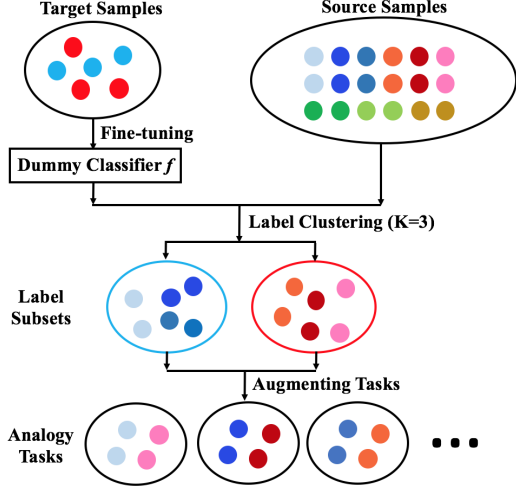 Target Samples
Source Samples
Fine-tuning
Dummy Classifier f
Label Clustering (K=3)
Label
Subsets
Augmenting Tasks
Analogy
Tasks